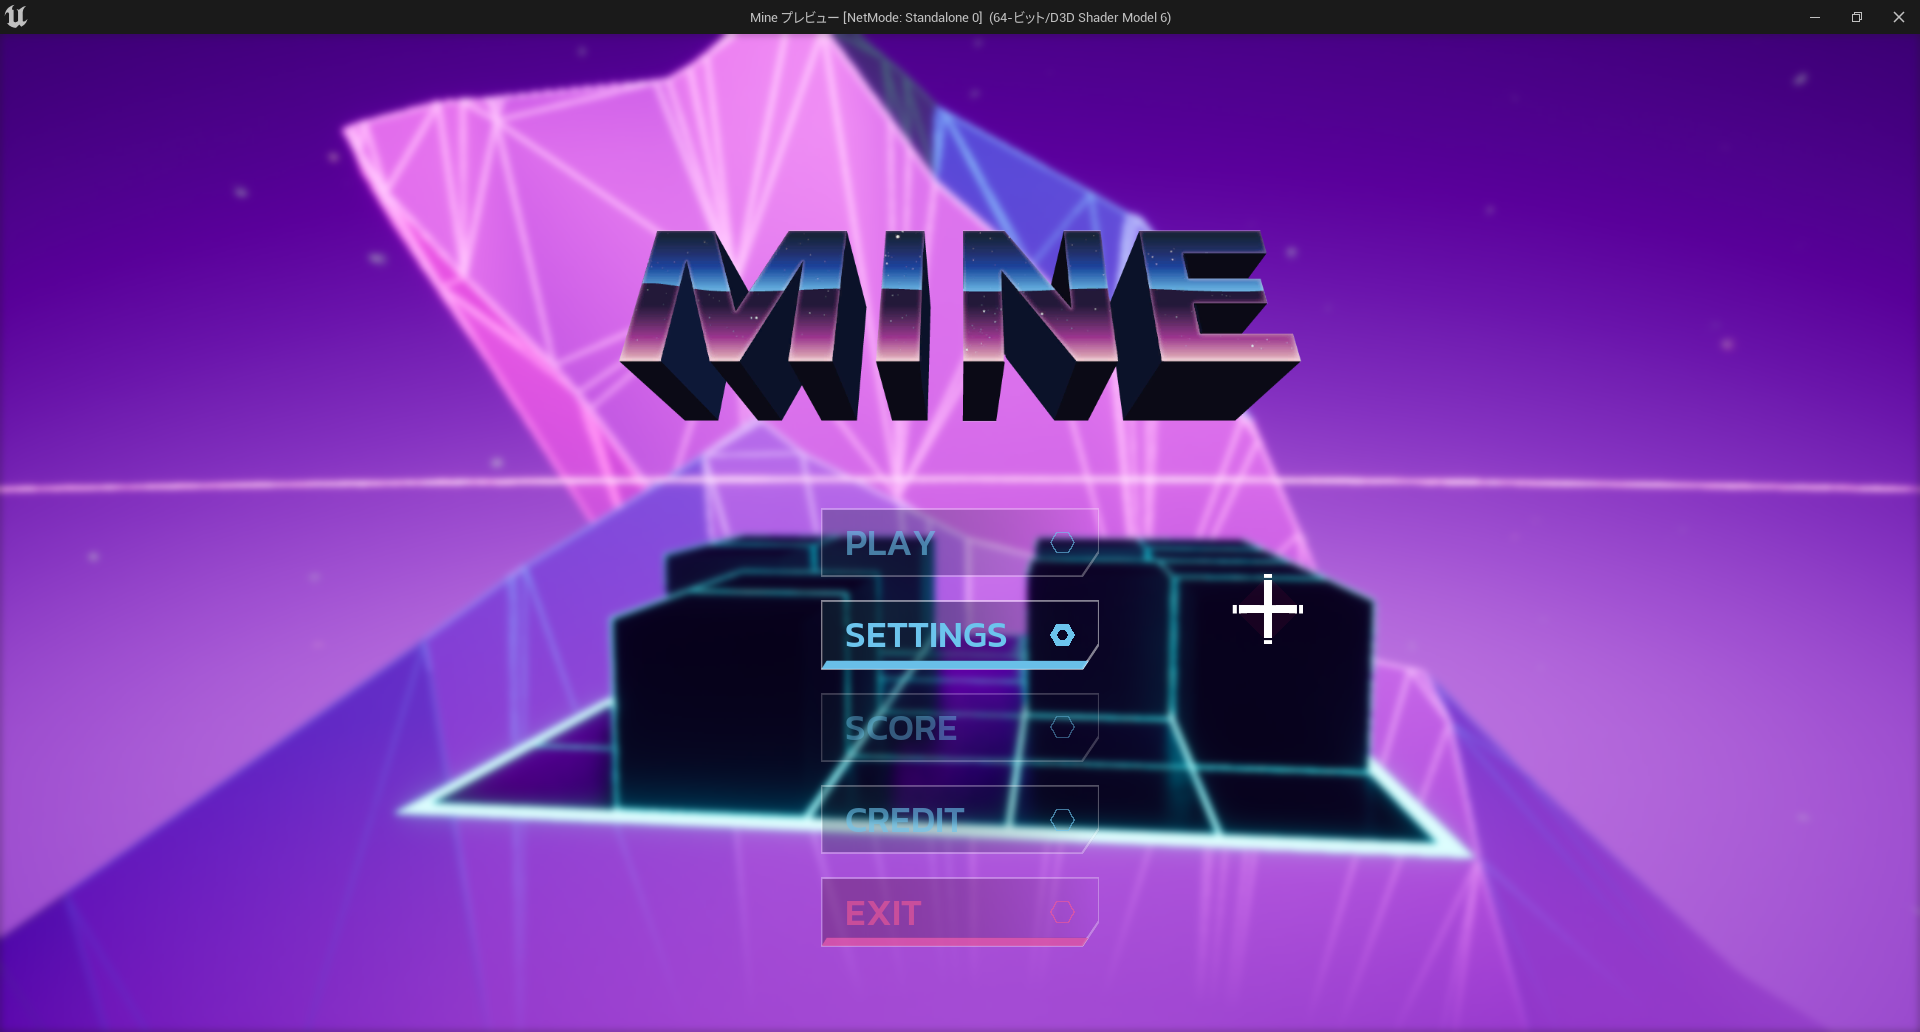 Mine プレビュー [NetMode: Standalone 0]  (64-ビット/D3D Shader Model 6)
MINE
PLAY
SETTINGS
SCORE
CREDIT
EXIT